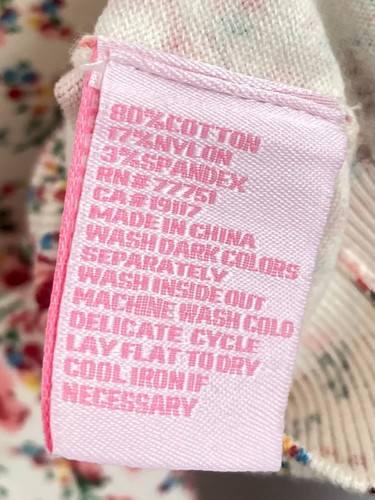 80% COTTON
17% NYLON
3% SPANDEX
RN# 77751
CA# 19117
MADE IN CHINA
WASH DARK COLORS
SEPARATELY
WASH INSIDE OUT
MACHINE WASH COLD
DELICATE CYCLE
LAY FLAT TO DRY
COOL IRON IF
NECESSARY